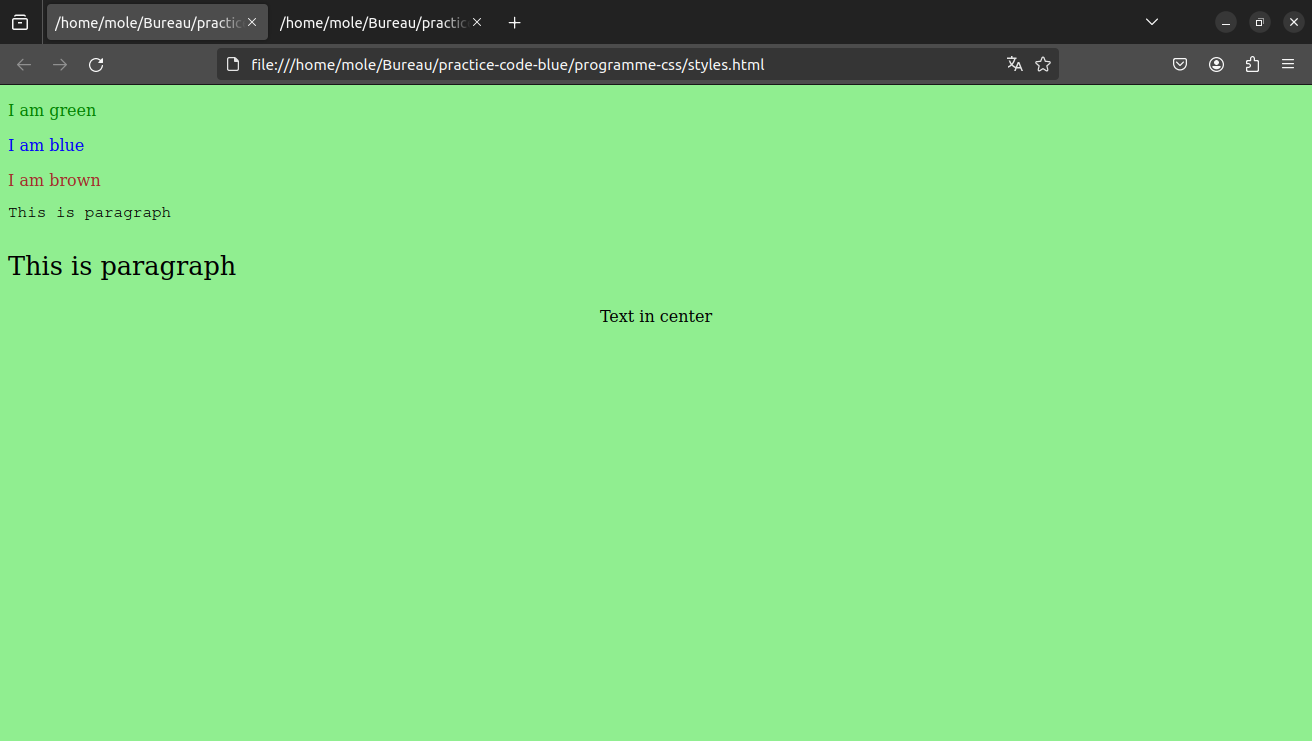 /home/mole/Bureau/practic
/home/mole/Bureau/practic
file:///home/mole/Bureau/practice-code-blue/programme-css/styles.html
I am green
I am blue
I am brown
This is paragraph
This is paragraph
Text in center